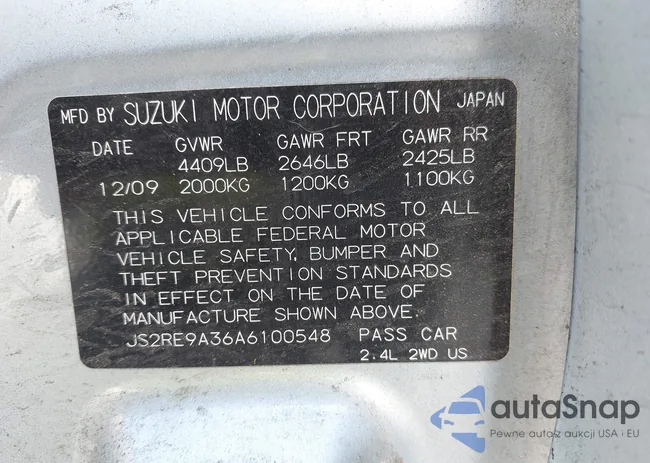 MFD BY SUZUKI MOTOR CORPORATION JAPAN
DATE GVWR GAWR FRT GAWR RR
4409LB 2646LB 2425LB
12/09 2000KG 1200KG 1100KG
THIS VEHICLE CONFORMS TO ALL
APPLICABLE FEDERAL MOTOR
VEHICLE SAFETY, BUMPER AND
THEFT PREVENTION STANDARDS
IN EFFECT ON THE DATE OF
MANUFACTURE SHOWN ABOVE.
JS2RE9A36A6100548 PASS CAR
2.4L 2WD US
autaSnap
Pewne auta z aukcji USA i EU